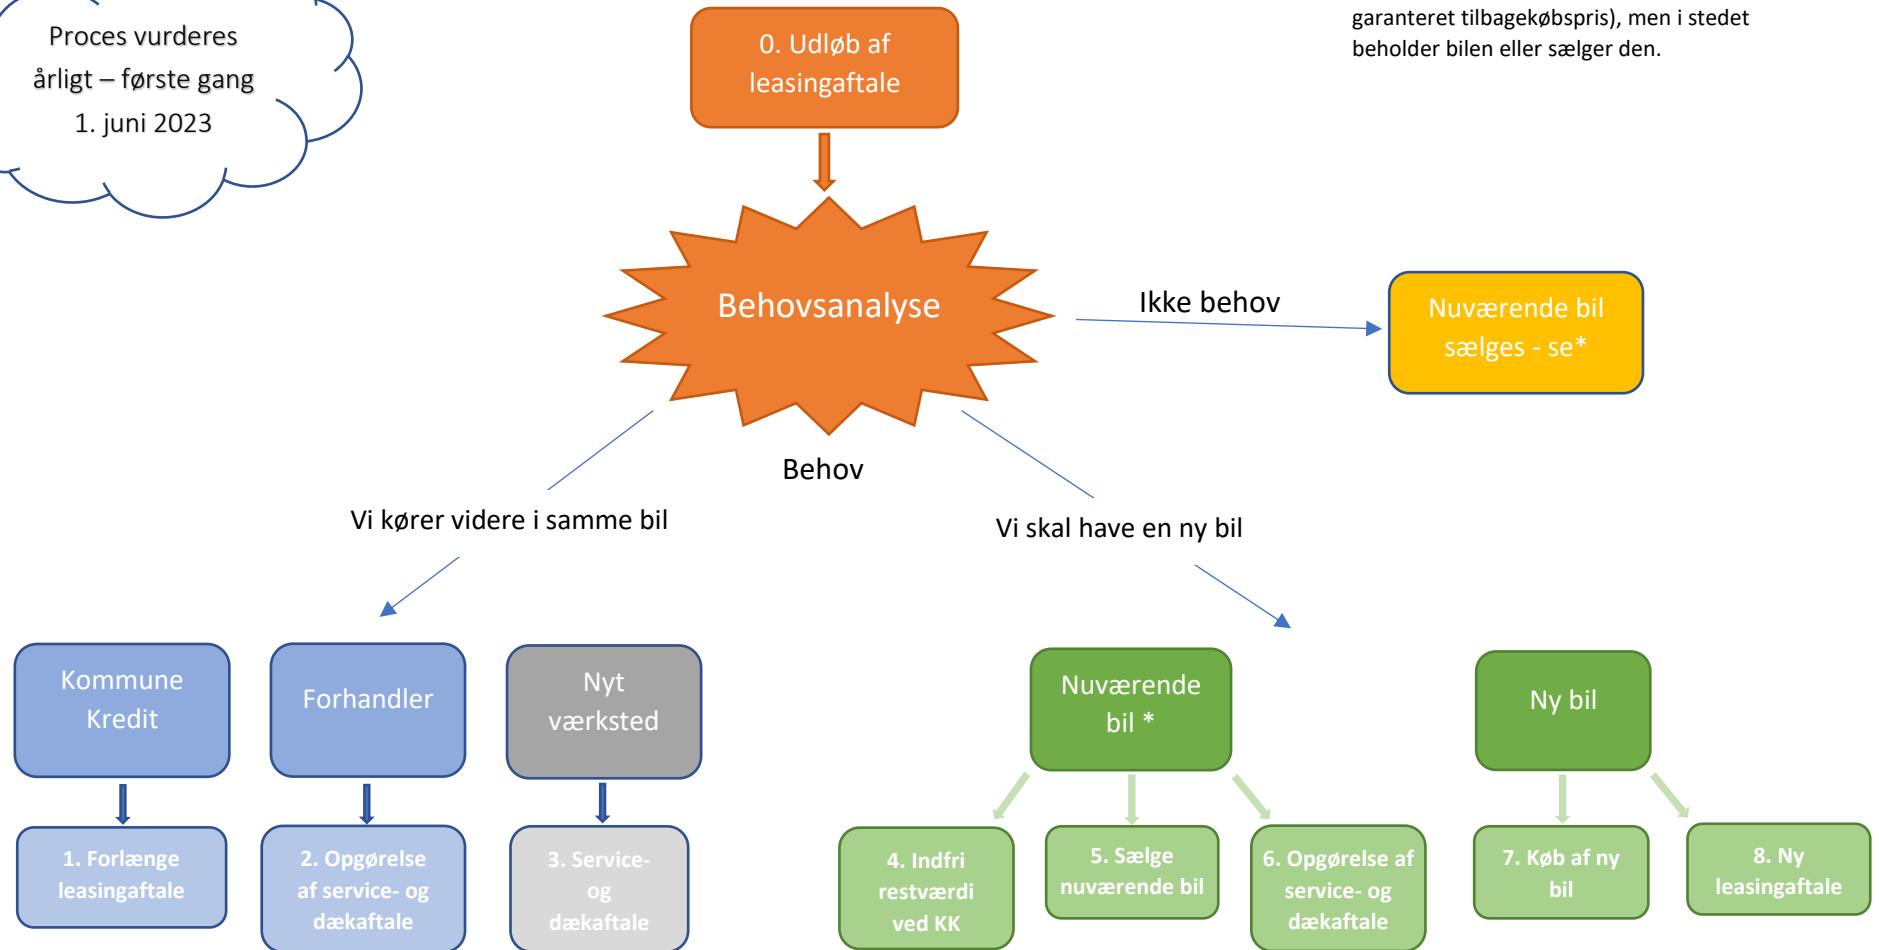 Proces vurderes
årligt – første gang
1. juni 2023
0. Udløb af
leasingaftale
garanteret tilbagekøbspris), men i stedet
beholder bilen eller sælger den.
Behovsanalyse
Ikke behov
Nuværende bil
sælges - se*
Behov
Vi kører videre i samme bil
Vi skal have en ny bil
Kommune
Kredit
Forhandler
Nyt
værksted
Nuværende
bil *
Ny bil
1. Forlænge
leasingaftale
2. Opgørelse
af service- og
dækaftale
3. Service-
og
dækaftale
4. Indfri
restværdi
ved KK
5. Sælge
nuværende bil
6. Opgørelse af
service- og
dækaftale
7. Køb af ny
bil
8. Ny
leasingaftale